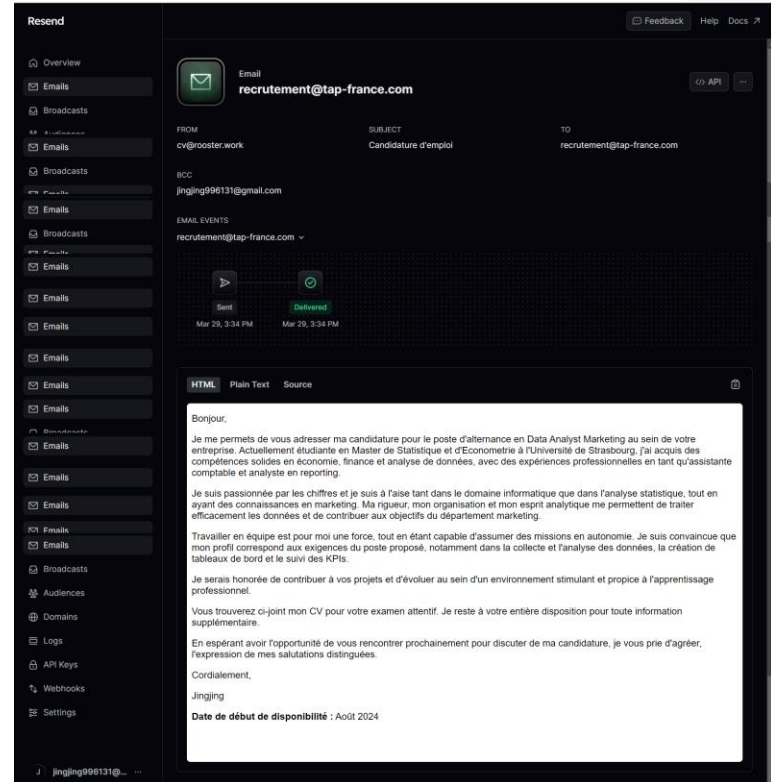 Resend
Feedback Help Docs ↗
Overview
Emails
Broadcasts
Emails
Broadcasts
Emails
Broadcasts
Emails
Emails
Emails
Emails
Emails
Emails
Emails
Emails
Emails
Emails
Broadcasts
Audiences
Domains
Logs
API Keys
Webhooks
Settings
J jingjing996131@... ...
Email
recrutement@tap-france.com
</> API ...
FROM SUBJECT TO
cv@rooster.work Candidature d'emploi recrutement@tap-france.com
BCC
jingjing996131@gmail.com
EMAIL EVENTS
recrutement@tap-france.com
Sent Delivered
Mar 29, 3:34 PM Mar 29, 3:34 PM
HTML Plain Text Source
Bonjour,
Je me permets de vous adresser ma candidature pour le poste d'alternance en Data Analyst Marketing au sein de votre
entreprise. Actuellement étudiante en Master de Statistique et d'Econometrie à l'Université de Strasbourg, j'ai acquis des
compétences solides en économie, finance et analyse de données, avec des expériences professionnelles en tant qu'assistante
comptable et analyste en reporting.
Je suis passionnée par les chiffres et je suis à l'aise tant dans le domaine informatique que dans l'analyse statistique, tout en
ayant des connaissances en marketing. Ma rigueur, mon organisation et mon esprit analytique me permettent de traiter
efficacement les données et de contribuer aux objectifs du département marketing.
Travailler en équipe est pour moi une force, tout en étant capable d'assumer des missions en autonomie. Je suis convaincue que
mon profil correspond aux exigences du poste proposé, notamment dans la collecte et l'analyse des données, la création de
tableaux de bord et le suivi des KPIs.
Je serais honorée de contribuer à vos projets et d'évoluer au sein d'un environnement stimulant et propice à l'apprentissage
professionnel.
Vous trouverez ci-joint mon CV pour votre examen attentif. Je reste à votre entière disposition pour toute information
supplémentaire.
En espérant avoir l'opportunité de vous rencontrer prochainement pour discuter de ma candidature, je vous prie d'agréer,
l'expression de mes salutations distinguées.
Cordialement,
Jingjing
Date de début de disponibilité : Août 2024